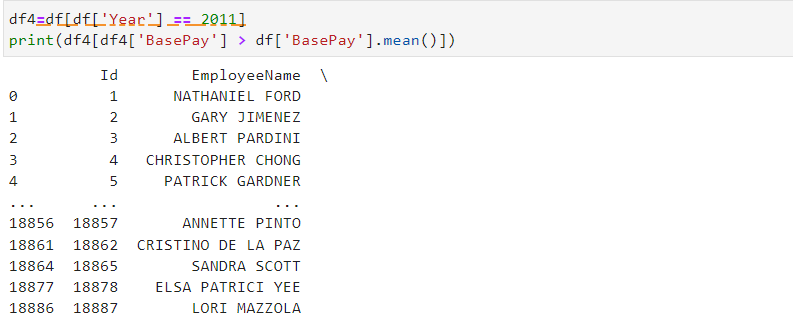 df4=df[df['Year'] == 2011]
print(df4[df4['BasePay'] > df['BasePay'].mean()])
Id EmployeeName \
0 1 NATHANIEL FORD
1 2 GARY JIMENEZ
2 3 ALBERT PARDINI
3 4 CHRISTOPHER CHONG
4 5 PATRICK GARDNER
... ... ...
18856 18857 ANNETTE PINTO
18861 18862 CRISTINO DE LA PAZ
18864 18865 SANDRA SCOTT
18877 18878 ELSA PATRICI YEE
18886 18887 LORI MAZZOLA